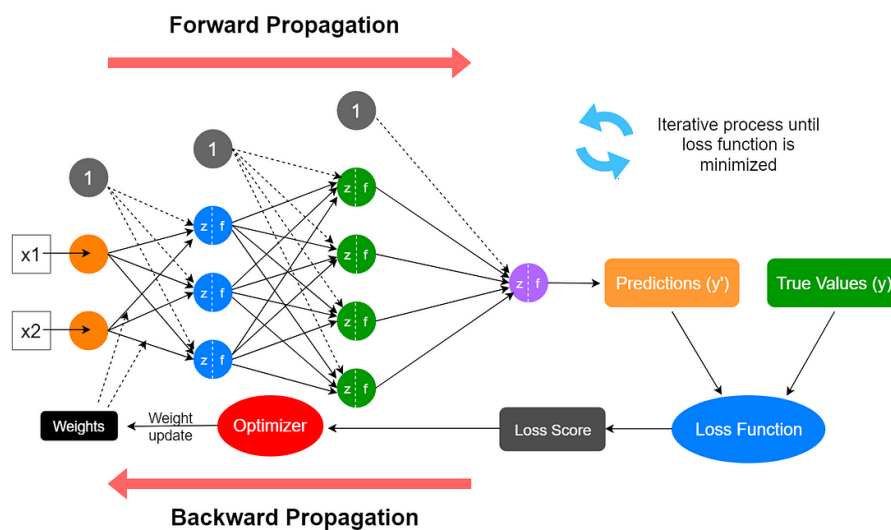 Forward Propagation
1
1
1
Iterative process until
loss function is
minimized
z f
z f
x1
z f
z f
z f
Predictions (y')
True Values (y)
x2
z f
z f
z f
Weights
Weight
update
Optimizer
Loss Score
Loss Function
Backward Propagation